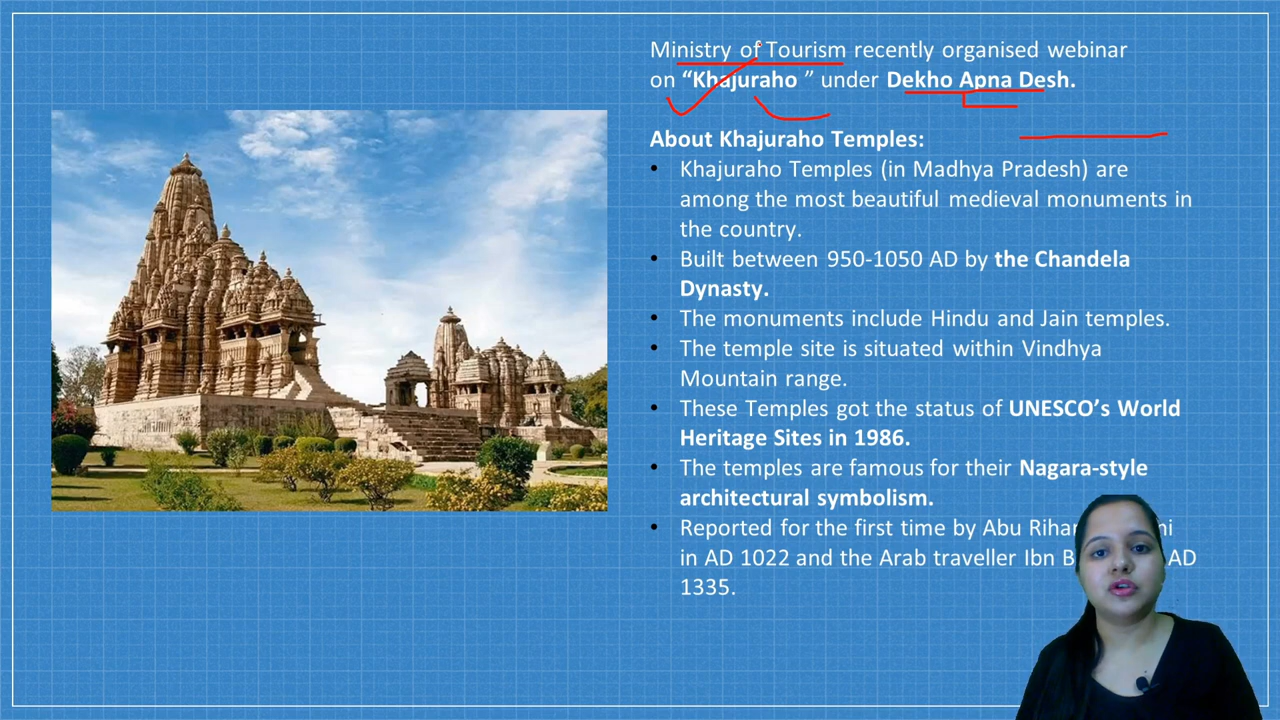 Ministry of Tourism recently organised webinar
on “Khajuraho ” under Dekho Apna Desh.
About Khajuraho Temples:
• Khajuraho Temples (in Madhya Pradesh) are
among the most beautiful medieval monuments in
the country.
• Built between 950-1050 AD by the Chandela
Dynasty.
• The monuments include Hindu and Jain temples.
• The temple site is situated within Vindhya
Mountain range.
• These Temples got the status of UNESCO’s World
Heritage Sites in 1986.
• The temples are famous for their Nagara-style
architectural symbolism.
• Reported for the first time by Abu
in AD 1022 and the Arab traveller Ibn AD
1335.